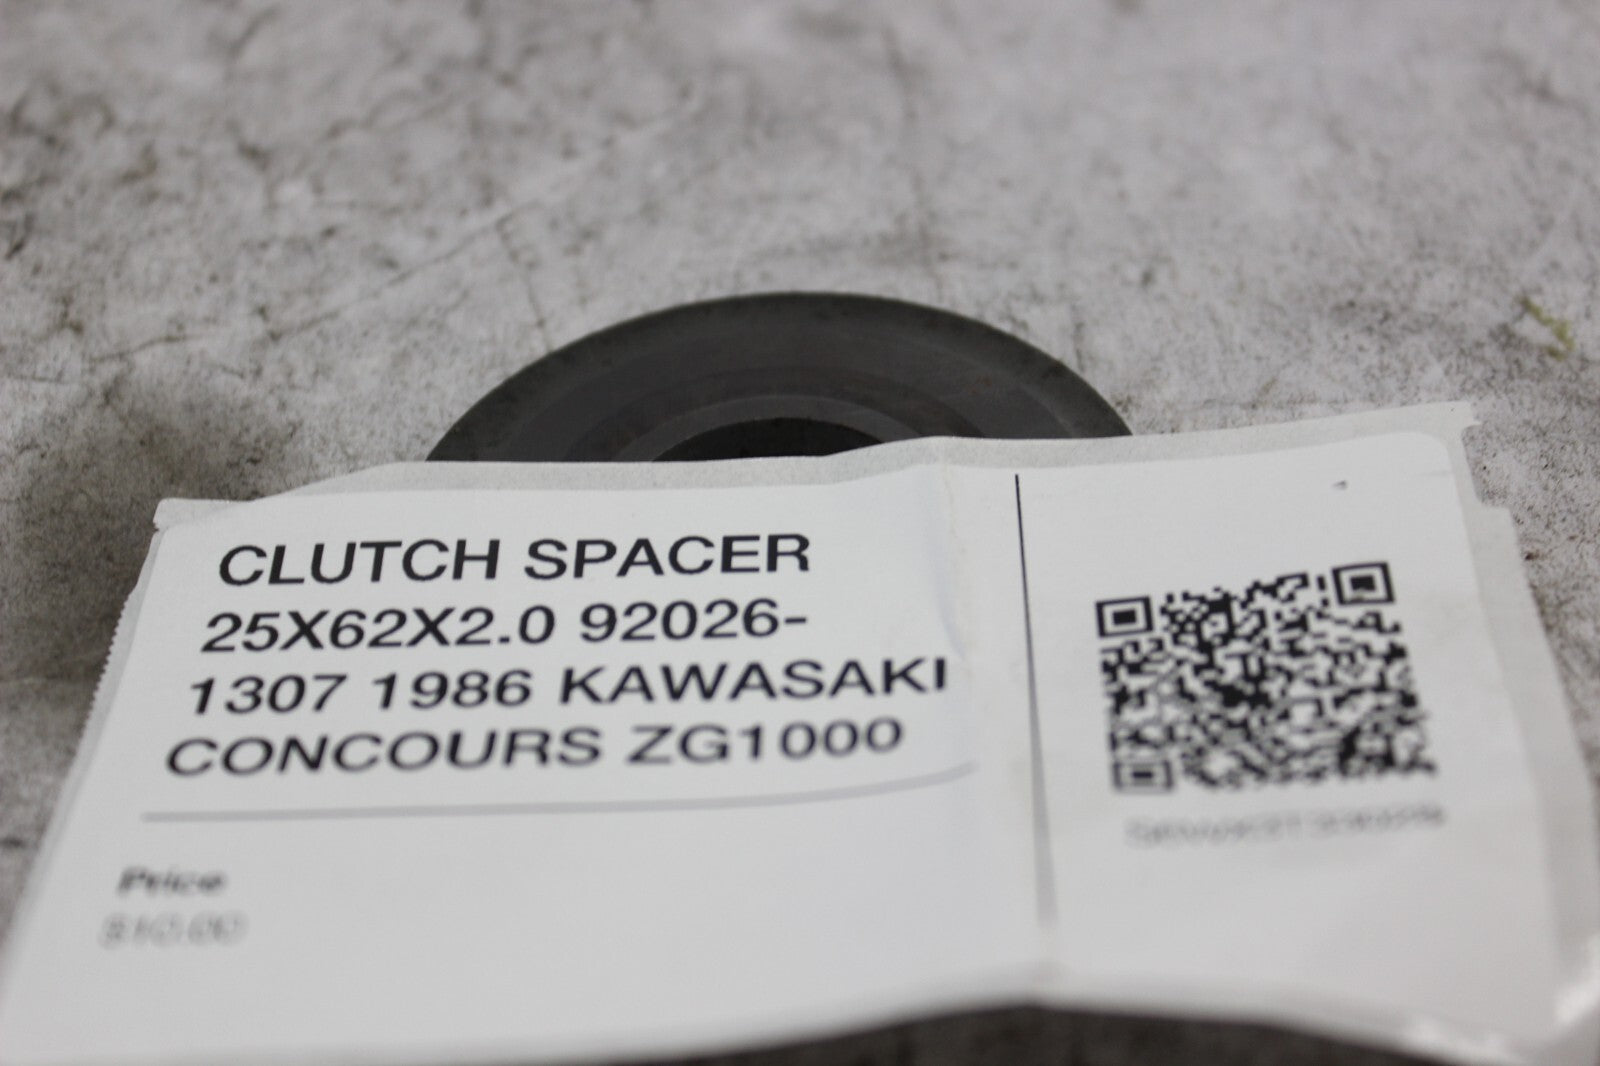 CLUTCH SPACER
25X62X2.0 92026-
1307 1986 KAWASAKI
CONCOURS ZG1000
Price
$10.00